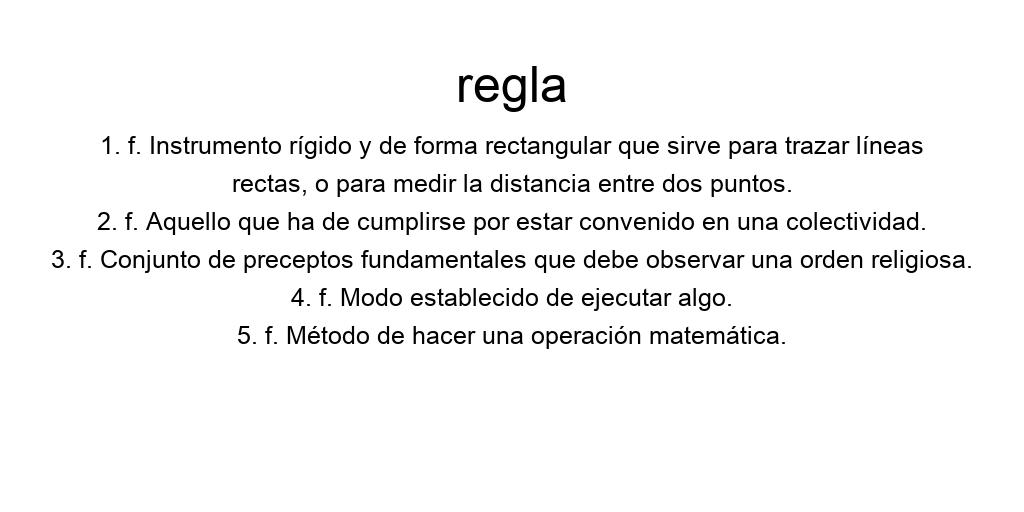 regla
1. f. Instrumento rígido y de forma rectangular que sirve para trazar líneas
rectas, o para medir la distancia entre dos puntos.
2. f. Aquello que ha de cumplirse por estar convenido en una colectividad.
3. f. Conjunto de preceptos fundamentales que debe observar una orden religiosa.
4. f. Modo establecido de ejecutar algo.
5. f. Método de hacer una operación matemática.